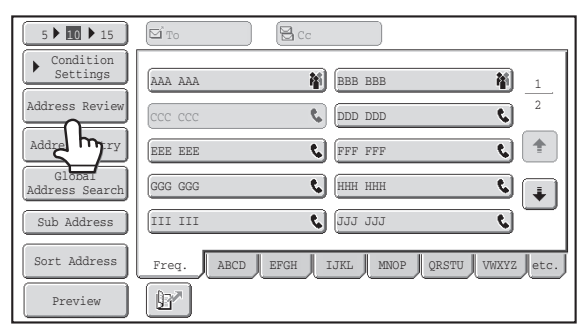 5 10 15
To
Cc
Condition
Settings
Address Review
Addre try
Global
Address Search
Sub Address
Sort Address
Preview
AAA AAA
BBB BBB
CCC CCC
DDD DDD
EEE EEE
FFF FFF
GGG GGG
HHH HHH
III III
JJJ JJJ
1
2
Freq.
ABCD
EFGH
IJKL
MNOP
QRSTU
VWXYZ
etc.